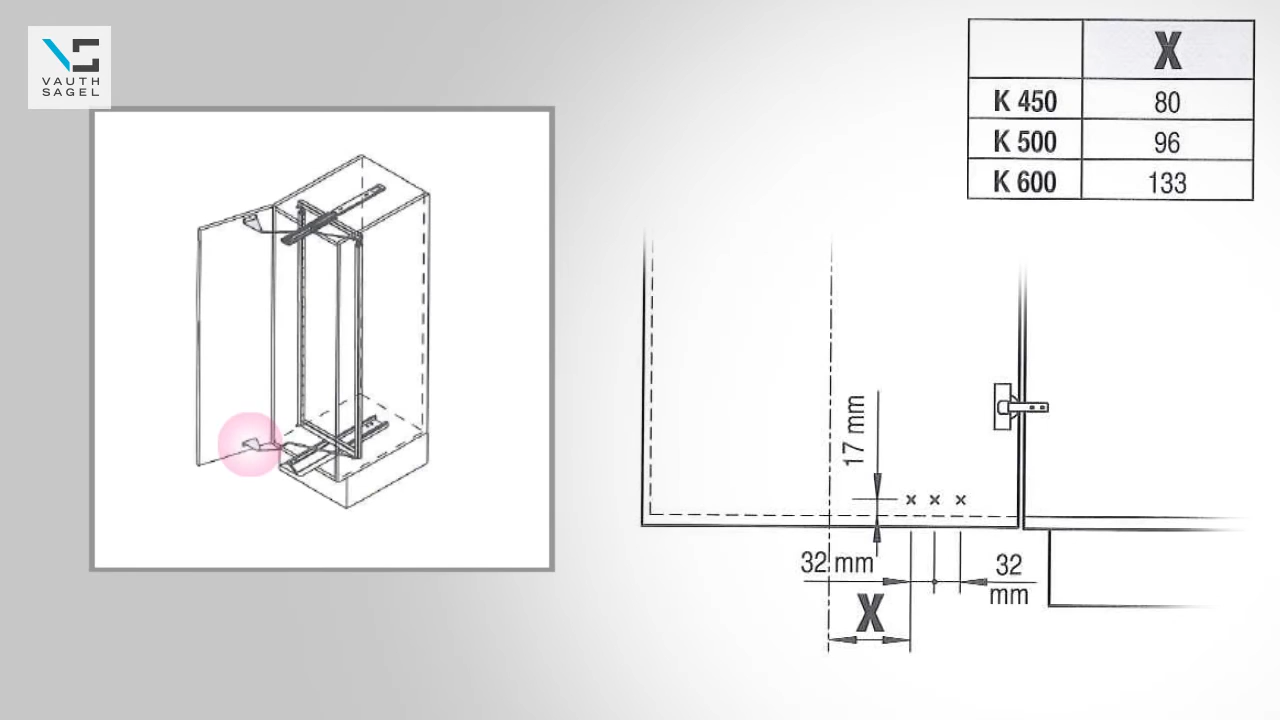 VAUTH
SAGEL
X
K 450 80
K 500 96
K 600 133
17 mm
32 mm
32
mm
X